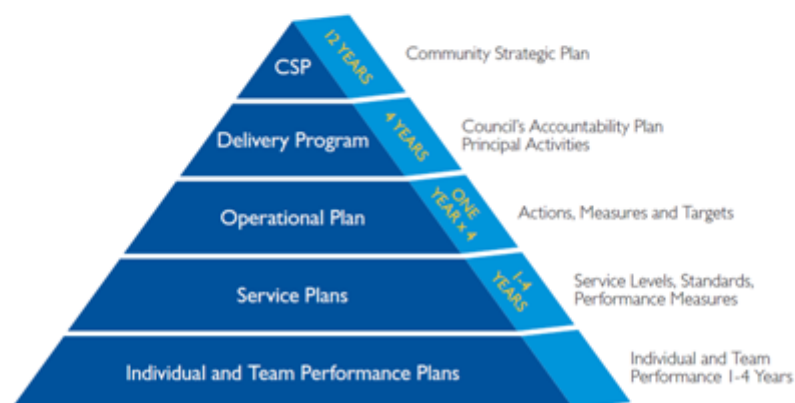 CSP
12 YEARS
Community Strategic Plan
Delivery Program
4 YEARS
Council's Accountability Plan
Principal Activities
Operational Plan
ONE
YEAR x 4
Actions, Measures and Targets
Service Plans
1-4
YEARS
Service Levels, Standards,
Performance Measures
Individual and Team Performance Plans
Individual and Team
Performance 1-4 Years